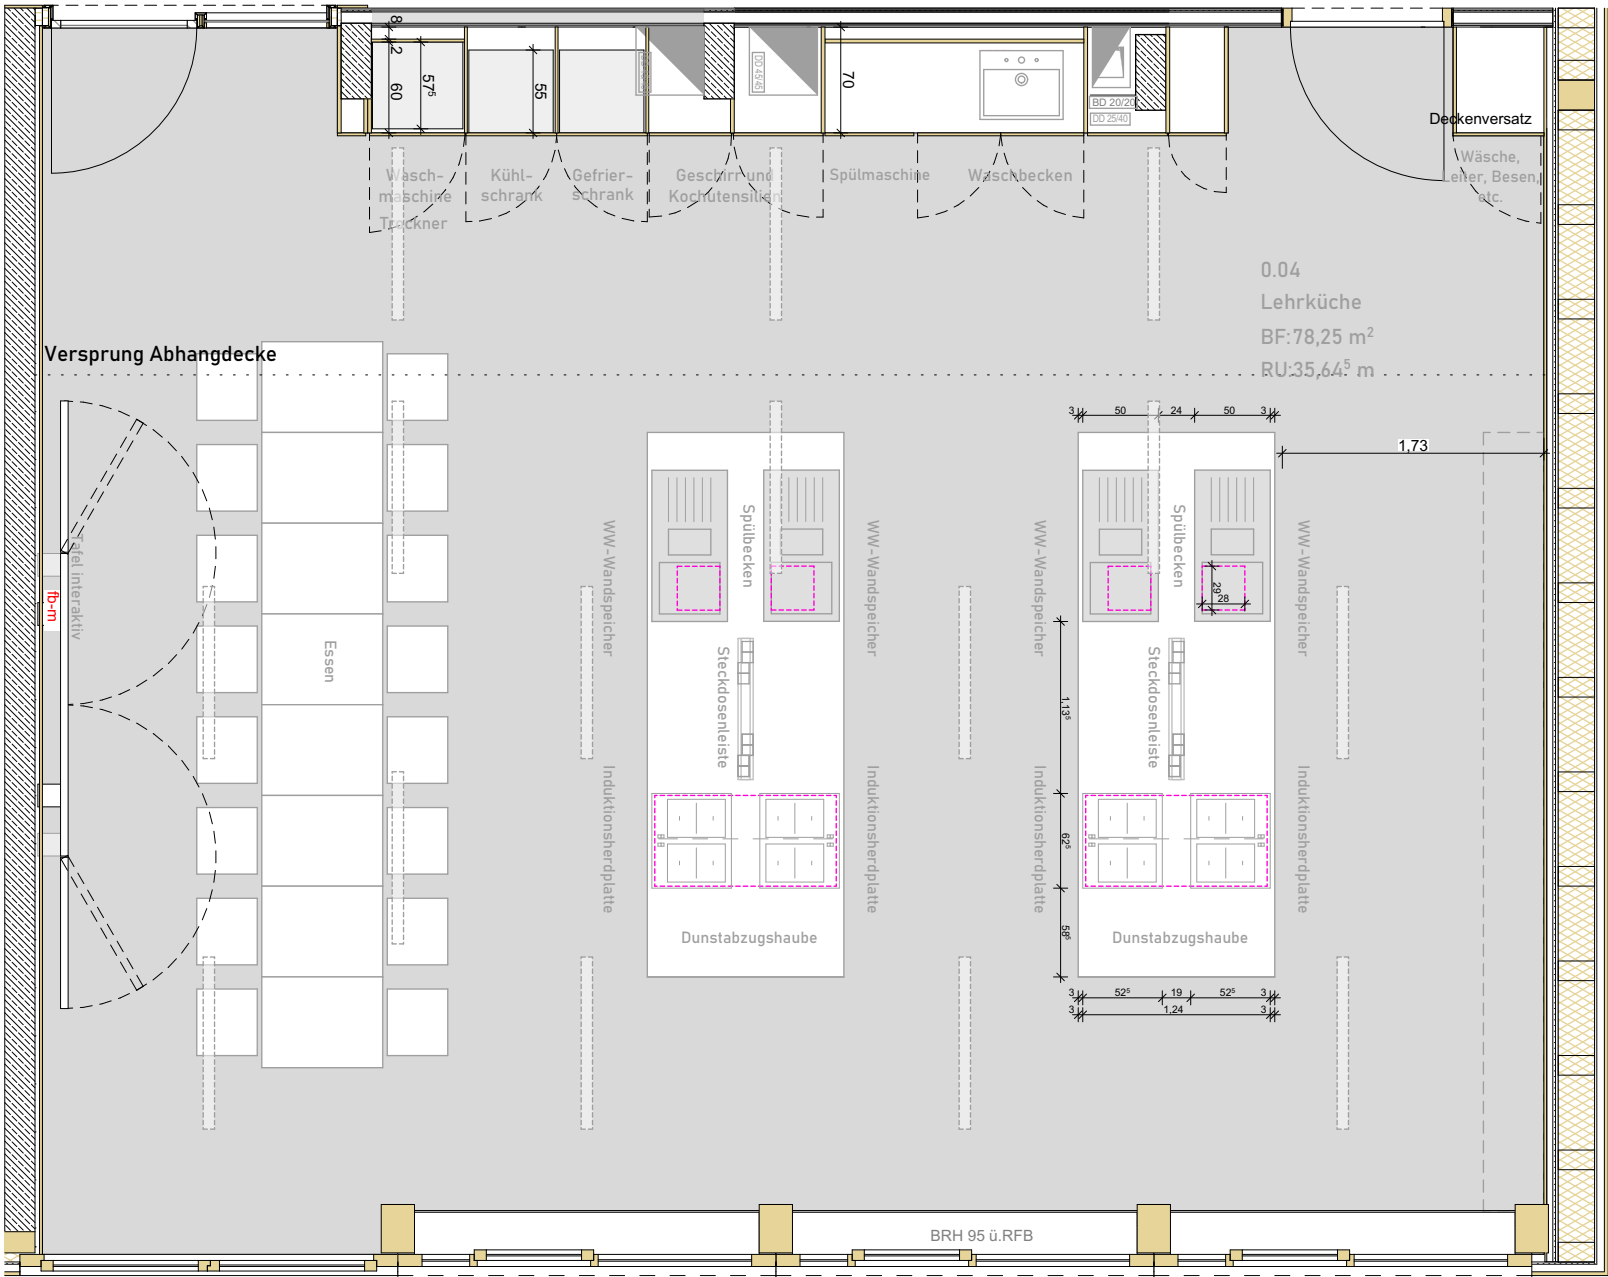 8
2
60
57⁵
55
70
DD 45/45
BD 20/20
DD 25/40
Deckenversatz
Wasch-
maschine
Trockner
Kühl-
schrank
Gefrier-
schrank
Geschirr und
Kochutensilien
Spülmaschine
Waschbecken
Wäsche,
Leiter, Besen,
etc.
0.04
Lehrküche
BF:78,25 m²
RU:35,64⁵ m
Versprung Abhangdecke
3
50
24
50
3
1,73
Tafel interaktiv
fb-m
Essen
WW-Wandspeicher
Spülbecken
WW-Wandspeicher
WW-Wandspeicher
Spülbecken
WW-Wandspeicher
29
28
Steckdosenleiste
Steckdosenleiste
1,13⁵
Induktionsherdplatte
Induktionsherdplatte
Induktionsherdplatte
Induktionsherdplatte
62⁵
58⁵
Dunstabzugshaube
Dunstabzugshaube
3
52⁵
19
52⁵
3
3
1,24
3
BRH 95 ü.RFB